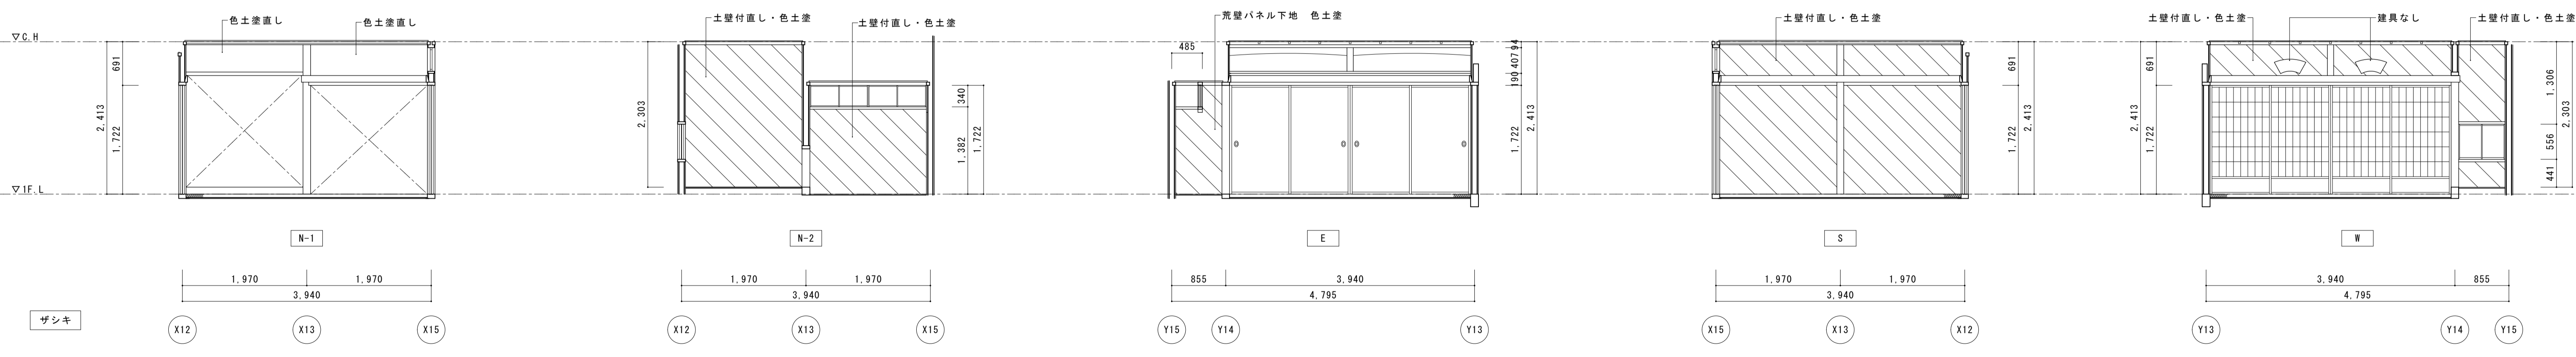 ▽C.H
▽1F.L
ザシキ
色土塗直し
色土塗直し
2,413
691
1,722
N-1
1,970
1,970
3,940
X12
X13
X15
土壁付直し・色土塗
土壁付直し・色土塗
2,303
340
1,382
1,722
N-2
1,970
1,970
3,940
X12
X13
X15
荒壁パネル下地 色土塗
485
94
407
190
1,722
2,413
E
855
3,940
4,795
Y15
Y14
Y13
土壁付直し・色土塗
691
1,722
2,413
S
1,970
1,970
3,940
X15
X13
X12
土壁付直し・色土塗
建具なし
土壁付直し・色土塗
2,413
691
1,722
1,306
556
441
2,303
W
3,940
855
4,795
Y13
Y14
Y15